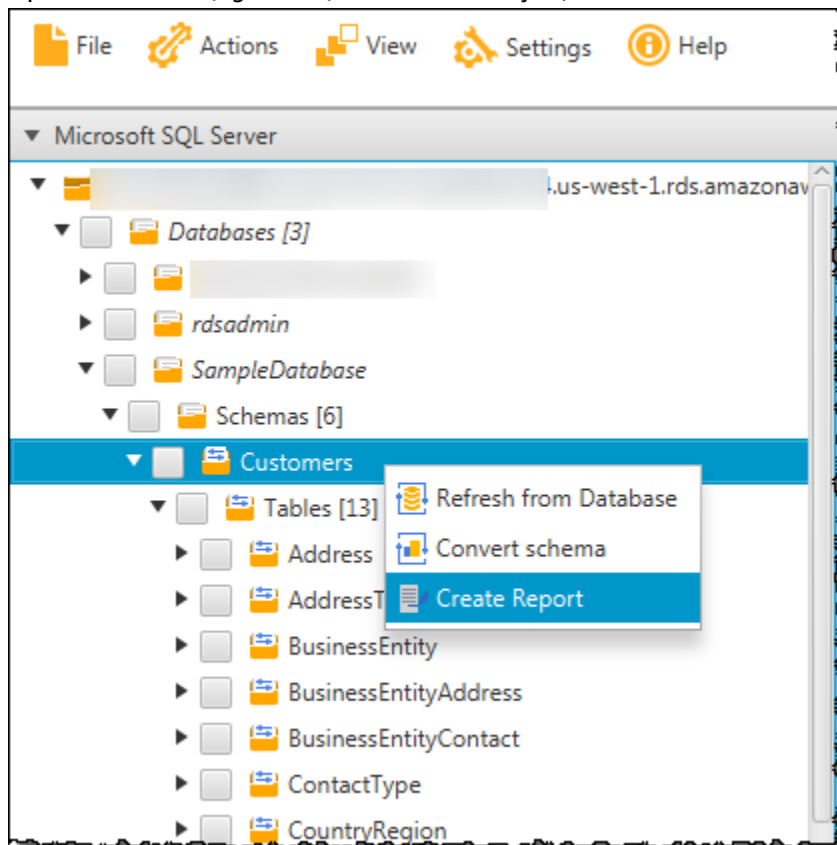 File Actions View Settings Help
Microsoft SQL Server
.us-west-1.rds.amazonaw
Databases [3]
rdsadmin
SampleDatabase
Schemas [6]
Customers
Refresh from Database
Tables [13]
Convert schema
Address
Create Report
AddressT
BusinessEntity
BusinessEntityAddress
BusinessEntityContact
ContactType
CountryRegion